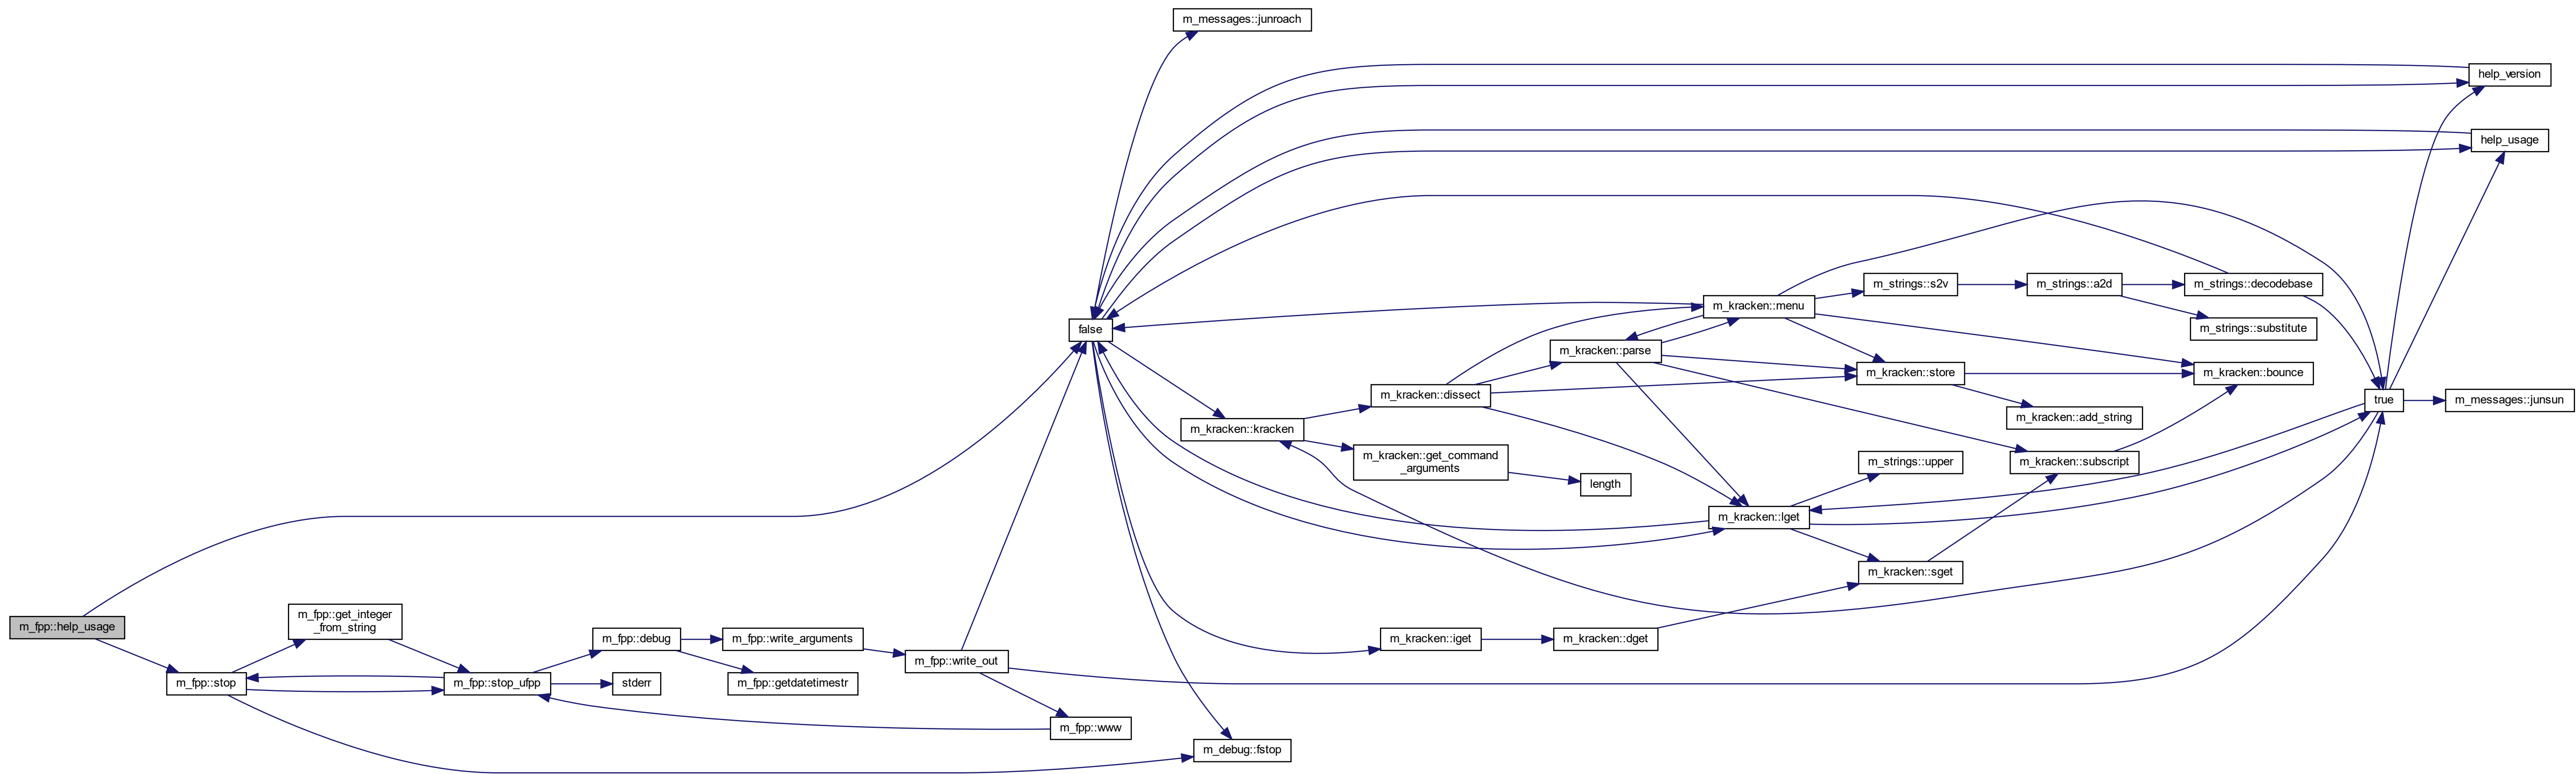 m_messages::junroach
help_version
help_usage
m_strings::s2v
m_strings::a2d
m_strings::decodebase
m_kracken::menu
false
m_strings::substitute
m_kracken::parse
m_kracken::store
m_kracken::bounce
m_kracken::dissect
true
m_messages::junsun
m_kracken::add_string
m_kracken::kracken
m_kracken::get_command
_arguments
m_strings::upper
m_kracken::subscript
length
m_kracken::lget
m_kracken::sget
m_fpp::help_usage
m_fpp::get_integer
_from_string
m_fpp::debug
m_fpp::write_arguments
m_kracken::iget
m_kracken::dget
m_fpp::write_out
m_fpp::stop
m_fpp::stop_ufpp
stderr
m_fpp::getdatetimestr
m_fpp::www
m_debug::fstop